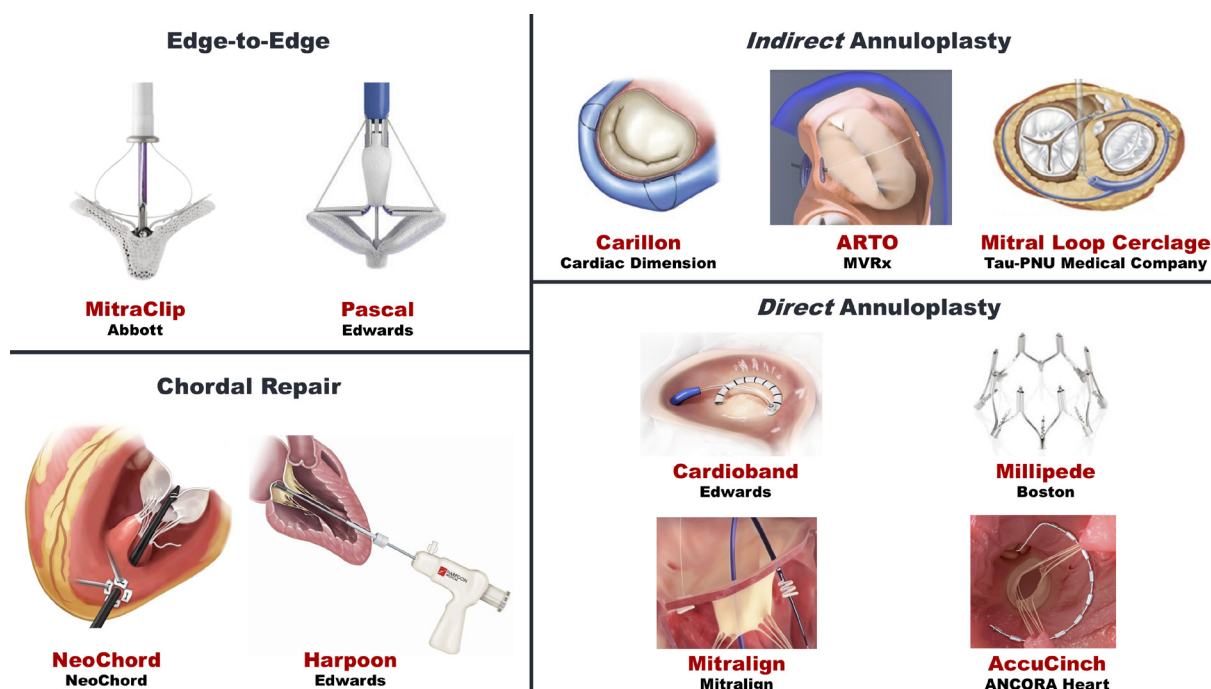 Edge-to-Edge
MitraClip
Abbott
Pascal
Edwards
Indirect Annuloplasty
Carillon
Cardiac Dimension
ARTO
MVRx
Mitral Loop Cerclage
Tau-PNU Medical Company
Chordal Repair
HARPOON
MEDICAL
NeoChord
NeoChord
Harpoon
Edwards
Direct Annuloplasty
Cardioband
Edwards
Millipede
Boston
Mitralign
Mitralign
AccuCinch
ANCORA Heart